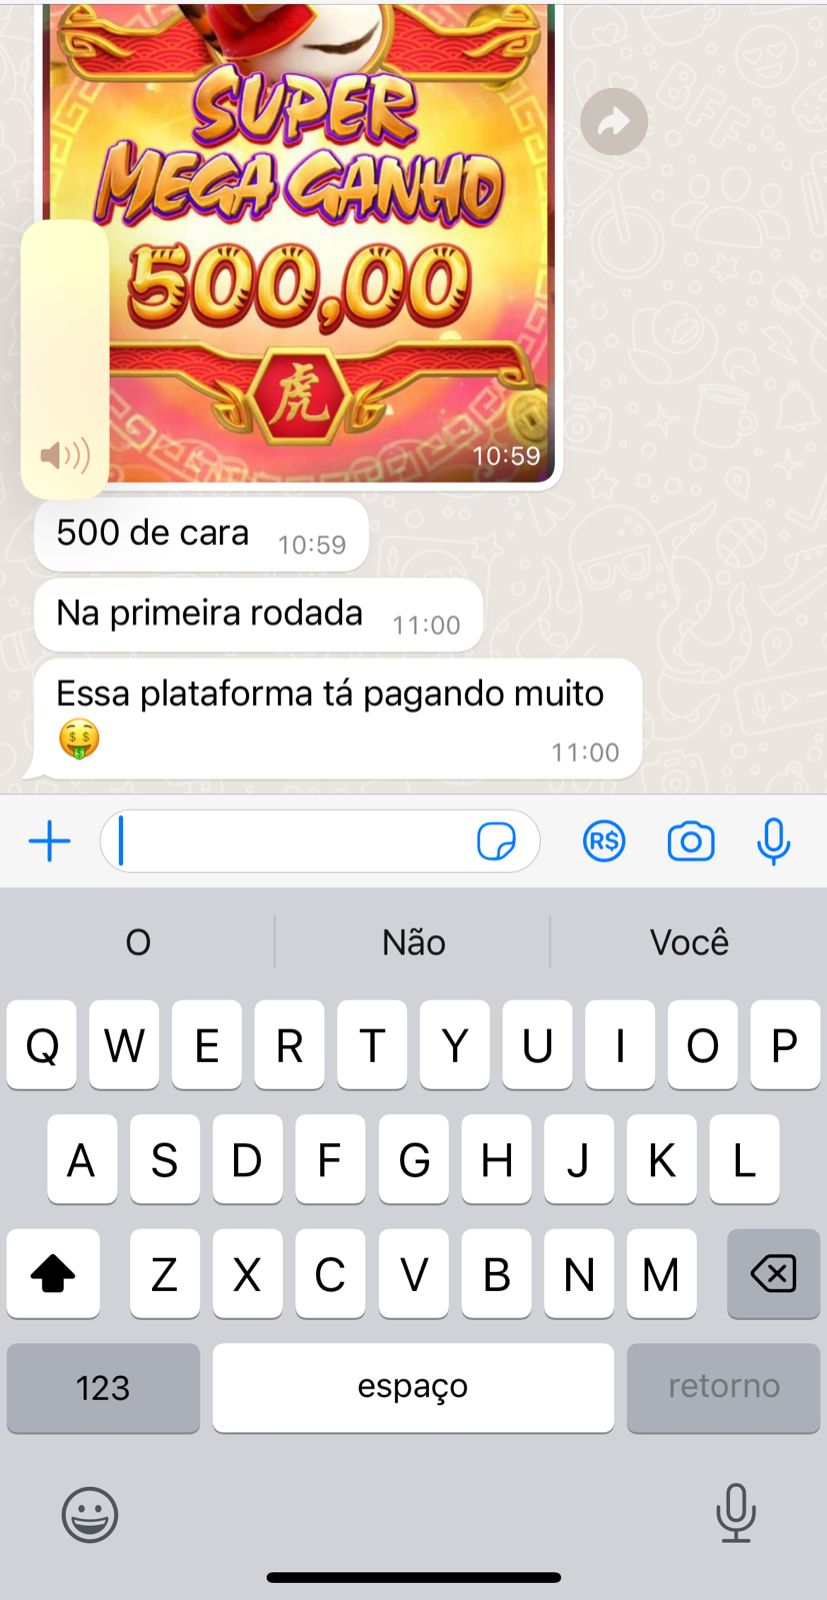 SUPER
MEGA GANHO
500,00
虎
10:59
500 de cara 10:59
Na primeira rodada 11:00
Essa plataforma tá pagando muito
🤑 11:00
R$
O Não Você
Q W E R T Y U I O P
A S D F G H J K L
Z X C V B N M
123 espaço retorno